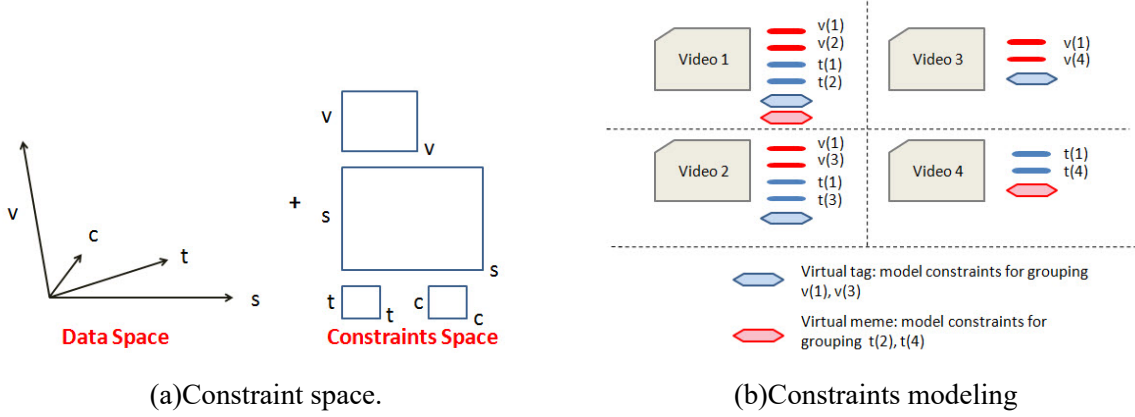 v
c
t
s
Data Space
+
v
v
s
s
t
t
c
c
Constraints Space
(a)Constraint space.
Video 1
v(1)
v(2)
t(1)
t(2)
Video 3
v(1)
v(4)
Video 2
v(1)
v(3)
t(1)
t(3)
Video 4
t(1)
t(4)
Virtual tag: model constraints for grouping
v(1), v(3)
Virtual meme: model constraints for
grouping t(2), t(4)
(b)Constraints modeling